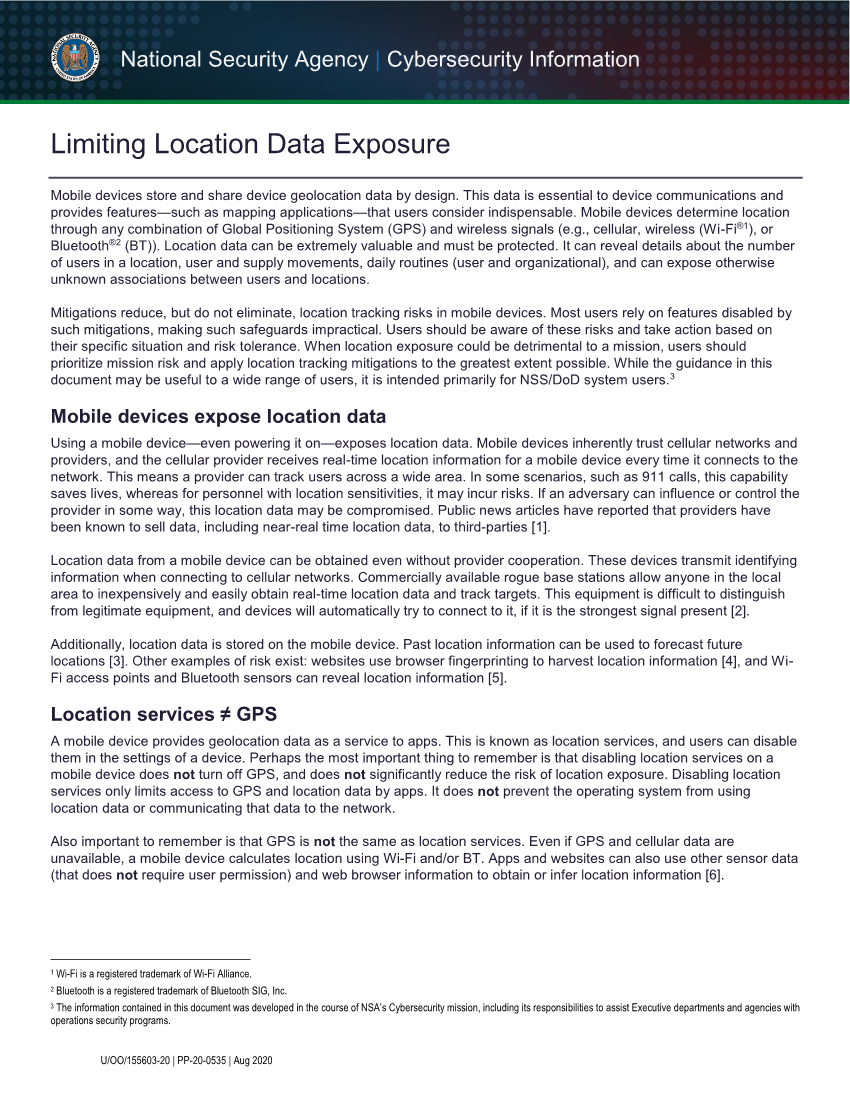 National Security Agency | Cybersecurity Information
Limiting Location Data Exposure
Mobile devices store and share device geolocation data by design. This data is essential to device communications and
provides features—such as mapping applications—that users consider indispensable. Mobile devices determine location
through any combination of Global Positioning System (GPS) and wireless signals (e.g., cellular, wireless (Wi-Fi®1), or
Bluetooth®2 (BT)). Location data can be extremely valuable and must be protected. It can reveal details about the number
of users in a location, user and supply movements, daily routines (user and organizational), and can expose otherwise
unknown associations between users and locations.
Mitigations reduce, but do not eliminate, location tracking risks in mobile devices. Most users rely on features disabled by
such mitigations, making such safeguards impractical. Users should be aware of these risks and take action based on
their specific situation and risk tolerance. When location exposure could be detrimental to a mission, users should
prioritize mission risk and apply location tracking mitigations to the greatest extent possible. While the guidance in this
document may be useful to a wide range of users, it is intended primarily for NSS/DoD system users.3
Mobile devices expose location data
Using a mobile device—even powering it on—exposes location data. Mobile devices inherently trust cellular networks and
providers, and the cellular provider receives real-time location information for a mobile device every time it connects to the
network. This means a provider can track users across a wide area. In some scenarios, such as 911 calls, this capability
saves lives, whereas for personnel with location sensitivities, it may incur risks. If an adversary can influence or control the
provider in some way, this location data may be compromised. Public news articles have reported that providers have
been known to sell data, including near-real time location data, to third-parties [1].
Location data from a mobile device can be obtained even without provider cooperation. These devices transmit identifying
information when connecting to cellular networks. Commercially available rogue base stations allow anyone in the local
area to inexpensively and easily obtain real-time location data and track targets. This equipment is difficult to distinguish
from legitimate equipment, and devices will automatically try to connect to it, if it is the strongest signal present [2].
Additionally, location data is stored on the mobile device. Past location information can be used to forecast future
locations [3]. Other examples of risk exist: websites use browser fingerprinting to harvest location information [4], and Wi-
Fi access points and Bluetooth sensors can reveal location information [5].
Location services ≠ GPS
A mobile device provides geolocation data as a service to apps. This is known as location services, and users can disable
them in the settings of a device. Perhaps the most important thing to remember is that disabling location services on a
mobile device does not turn off GPS, and does not significantly reduce the risk of location exposure. Disabling location
services only limits access to GPS and location data by apps. It does not prevent the operating system from using
location data or communicating that data to the network.
Also important to remember is that GPS is not the same as location services. Even if GPS and cellular data are
unavailable, a mobile device calculates location using Wi-Fi and/or BT. Apps and websites can also use other sensor data
(that does not require user permission) and web browser information to obtain or infer location information [6].
1 Wi-Fi is a registered trademark of Wi-Fi Alliance.
2 Bluetooth is a registered trademark of Bluetooth SIG, Inc.
3 The information contained in this document was developed in the course of NSA's Cybersecurity mission, including its responsibilities to assist Executive departments and agencies with
operations security programs.
U/OO/155603-20 | PP-20-0535 | Aug 2020